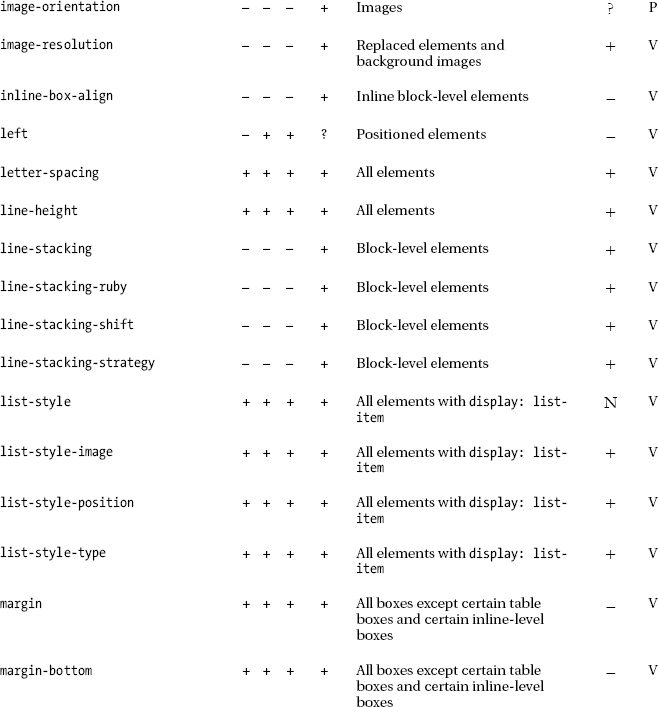 image-orientation – – – + Images ? P
image-resolution – – – + Replaced elements and + V
background images
inline-box-align – – – + Inline block-level elements – V
left – + + ? Positioned elements – V
letter-spacing + + + + All elements + V
line-height + + + + All elements + V
line-stacking – – – + Block-level elements + V
line-stacking-ruby – – – + Block-level elements + V
line-stacking-shift – – – + Block-level elements + V
line-stacking-strategy – – – + Block-level elements + V
list-style + + + + All elements with display: list- N V
item
list-style-image + + + + All elements with display: list- + V
item
list-style-position + + + + All elements with display: list- + V
item
list-style-type + + + + All elements with display: list- + V
item
margin + + + + All boxes except certain table – V
boxes and certain inline-level
boxes
margin-bottom + + + + All boxes except certain table – V
boxes and certain inline-level
boxes